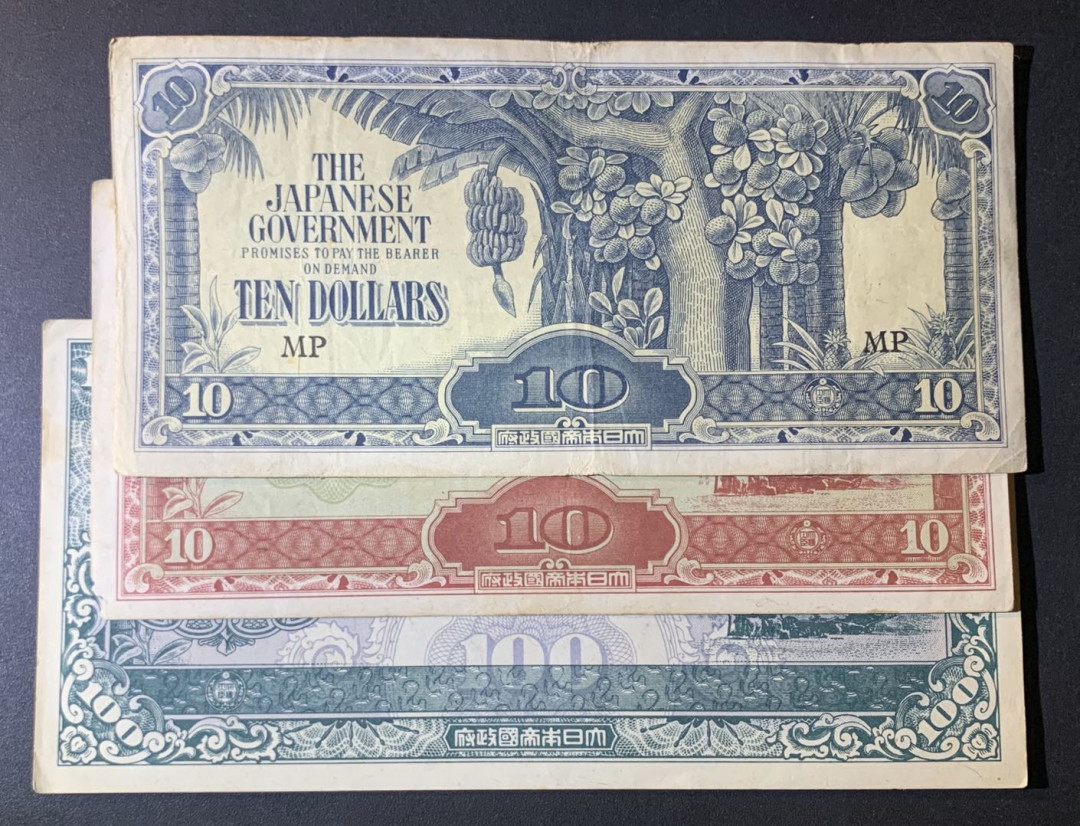 10 10
THE
JAPANESE
GOVERNMENT
PROMISES TO PAY THE BEARER
ON DEMAND
TEN DOLLARS
MP MP
10 10 10
大日本帝國政府
10 10 10
大日本帝國政府
100
100 100
大日本帝國政府